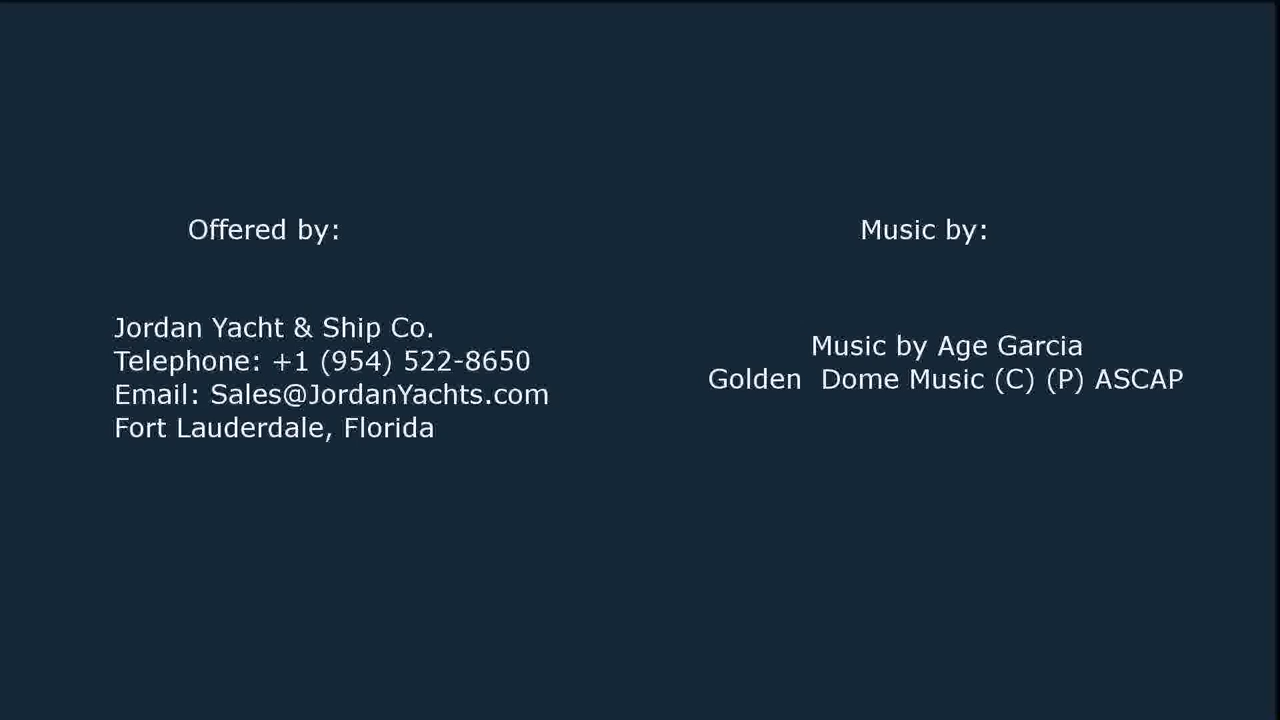 Offered by:
Jordan Yacht & Ship Co.
Telephone: +1 (954) 522-8650
Email: Sales@JordanYachts.com
Fort Lauderdale, Florida
Music by:
Music by Age Garcia
Golden  Dome Music (C) (P) ASCAP